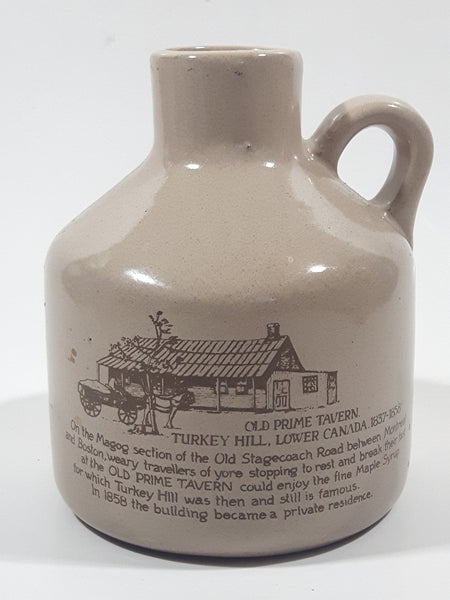 OLD PRIME TAVERN.
TURKEY HILL, LOWER CANADA. 1837-1858
On the Magog section of the Old Stagecoach Road between Montreal
and Boston, weary travellers of yore stopping to rest and break their
at the OLD PRIME TAVERN could enjoy the fine Maple Syrup
for which Turkey Hill was then and still is famous.
In 1858 the building became a private residence.